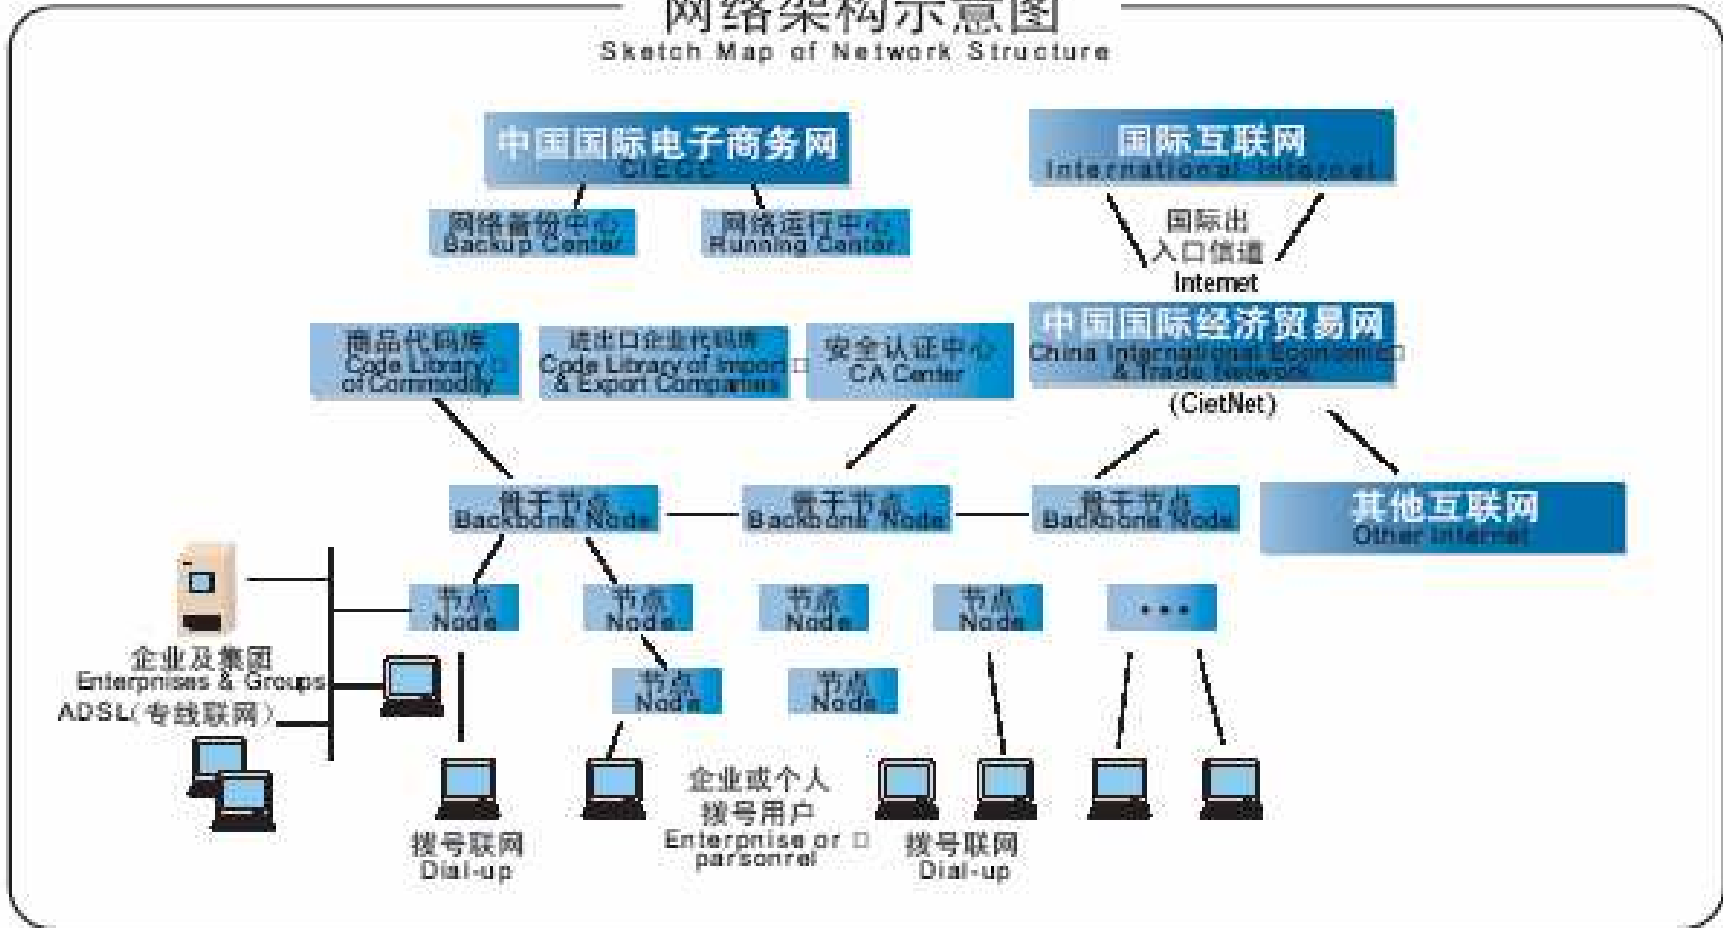 网络架构示意图
Sketch Map of Network Structure
中国国际电子商务网
CIECC
国际互联网
International Internet
网络备份中心
Backup Center
网络运行中心
Running Center
国际出
入口信道
Internet
商品代码库
Code Library
of Commodity
进出口企业代码库
Code Library of Import
& Export Companies
安全认证中心
CA Center
中国国际经济贸易网
China International Economic
& Trade Network
(CietNet)
骨干节点
Backbone Node
骨干节点
Backbone Node
骨干节点
Backbone Node
其他互联网
Other Internet
节点
Node
节点
Node
节点
Node
节点
Node
•••
企业及集团
Enterpnises & Groups
ADSL(专线联网)
节点
Node
节点
Node
企业或个人
拨号用户
Enterpnise or
parsonrel
拨号联网
Dial-up
拨号联网
Dial-up